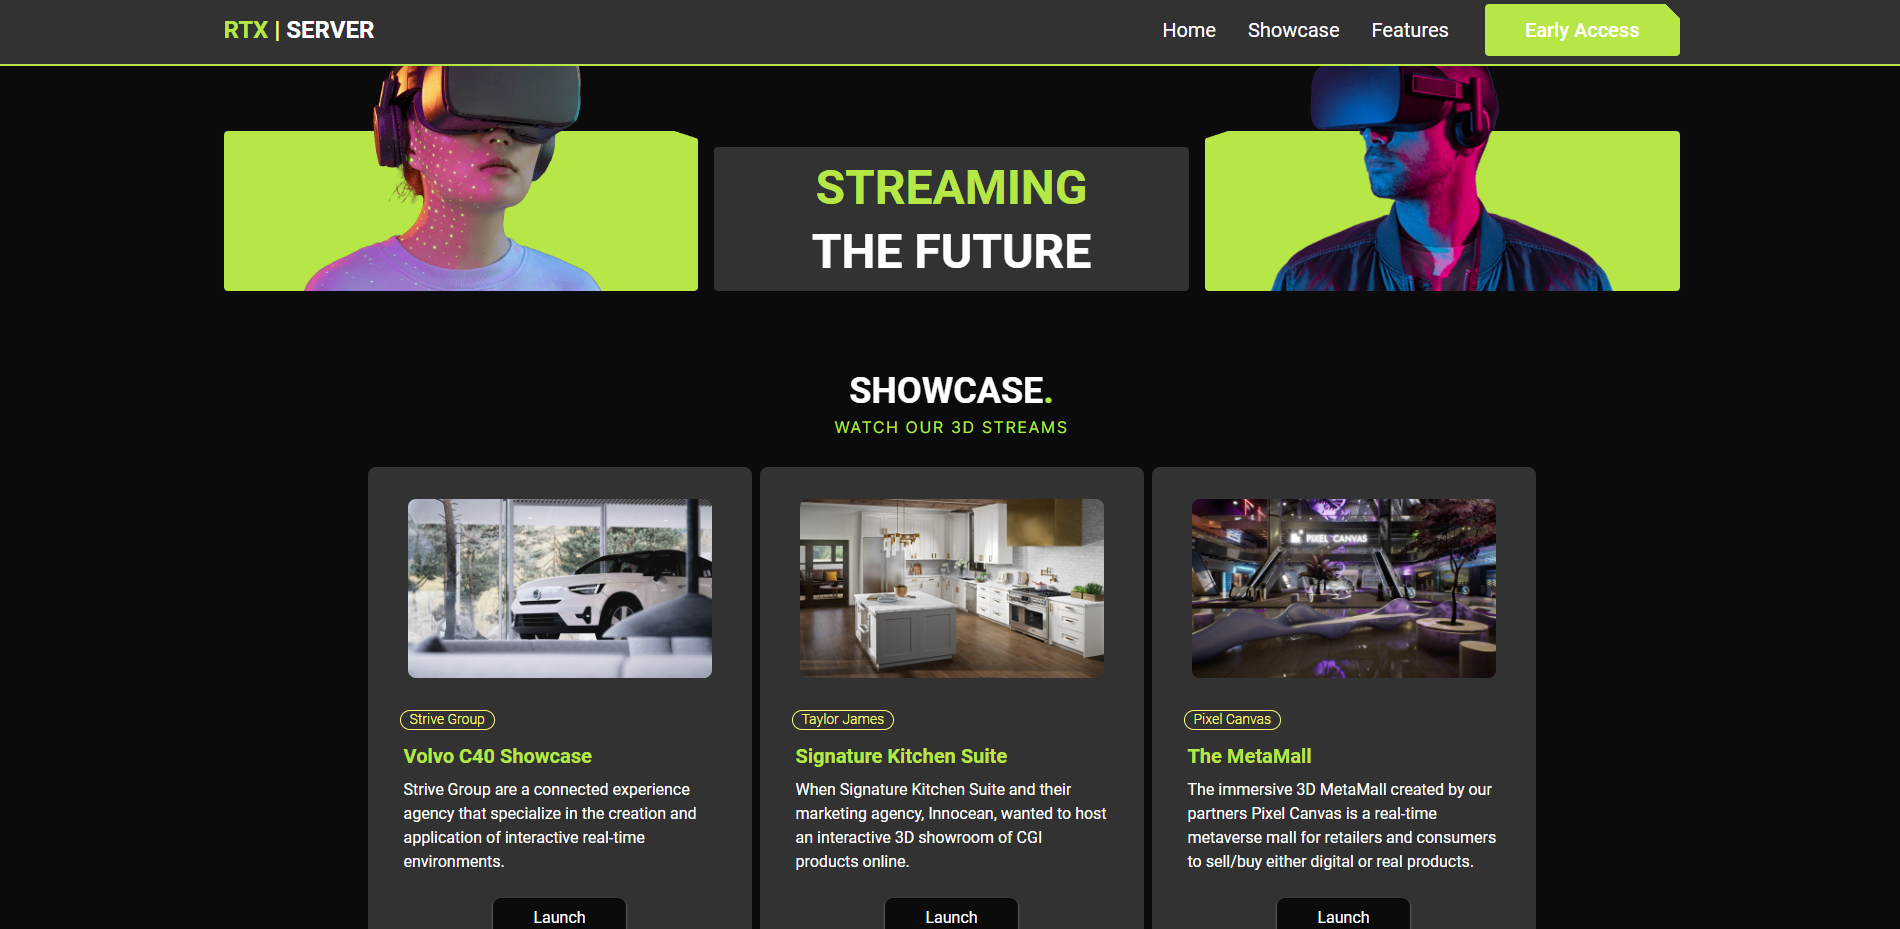 RTX | SERVER
Home
Showcase
Features
Early Access
STREAMING
THE FUTURE
SHOWCASE.
WATCH OUR 3D STREAMS
PIXEL CANVAS
Strive Group
Volvo C40 Showcase
Strive Group are a connected experience
agency that specialize in the creation and
application of interactive real-time
environments.
Launch
Taylor James
Signature Kitchen Suite
When Signature Kitchen Suite and their
marketing agency, Innocean, wanted to host
an interactive 3D showroom of CGI
products online.
Launch
Pixel Canvas
The MetaMall
The immersive 3D MetaMall created by our
partners Pixel Canvas is a real-time
metaverse mall for retailers and consumers
to sell/buy either digital or real products.
Launch